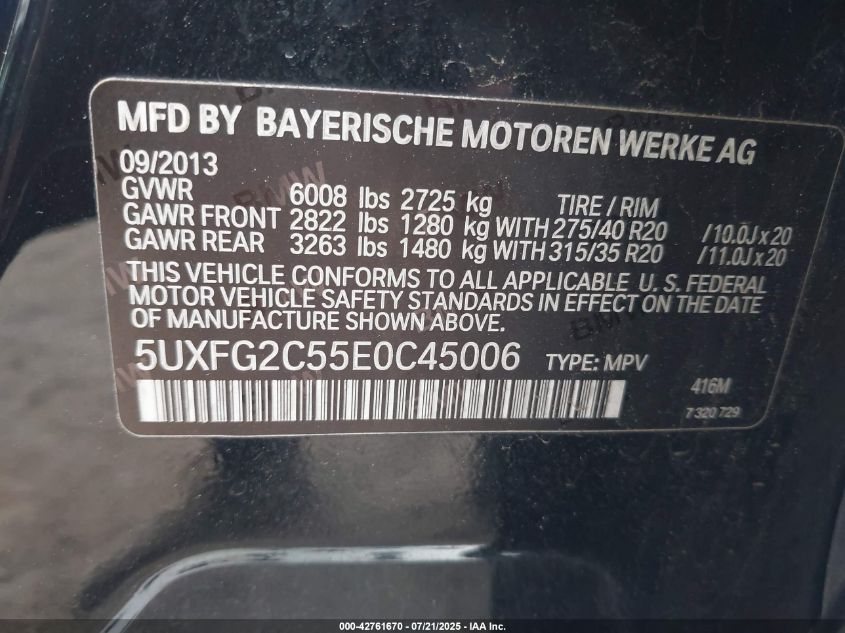 MFD BY BAYERISCHE MOTOREN WERKE AG
09/2013
GVWR 6008 lbs 2725 kg TIRE / RIM
GAWR FRONT 2822 lbs 1280 kg WITH 275/40 R20 /10.0J x 20
GAWR REAR 3263 lbs 1480 kg WITH 315/35 R20 /11.0J x 20
THIS VEHICLE CONFORMS TO ALL APPLICABLE U. S. FEDERAL
MOTOR VEHICLE SAFETY STANDARDS IN EFFECT ON THE DATE
OF MANUFACTURE SHOWN ABOVE.
5UXFG2C55E0C45006 TYPE: MPV
416M
7 320 729
000-42761670 - 07/21/2025 - IAA Inc.